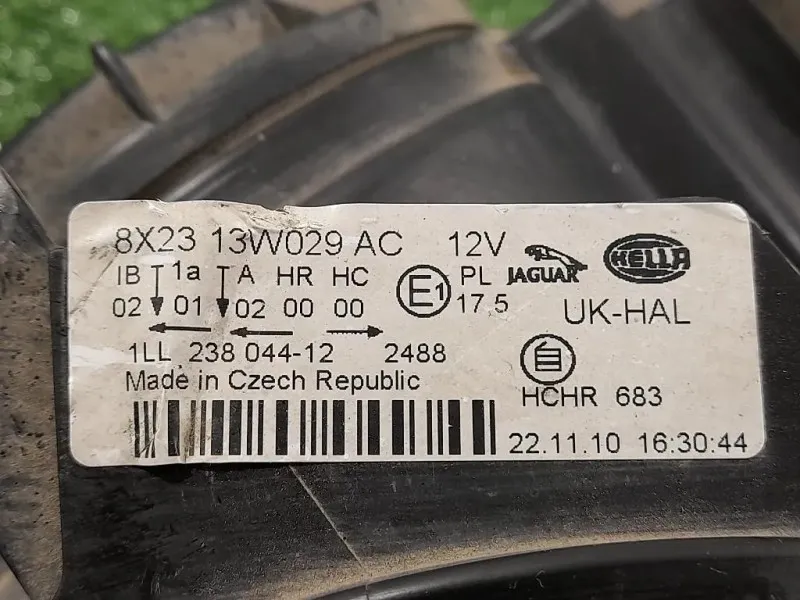 8X23 13W029 AC 12V JAGUAR HELLA
IB 1a A HR HC E1 PL
02 01 02 00 00 17.5 UK-HAL
1LL 238 044-12 2488 自
Made in Czech Republic HCHR 683
22.11.10 16:30:44